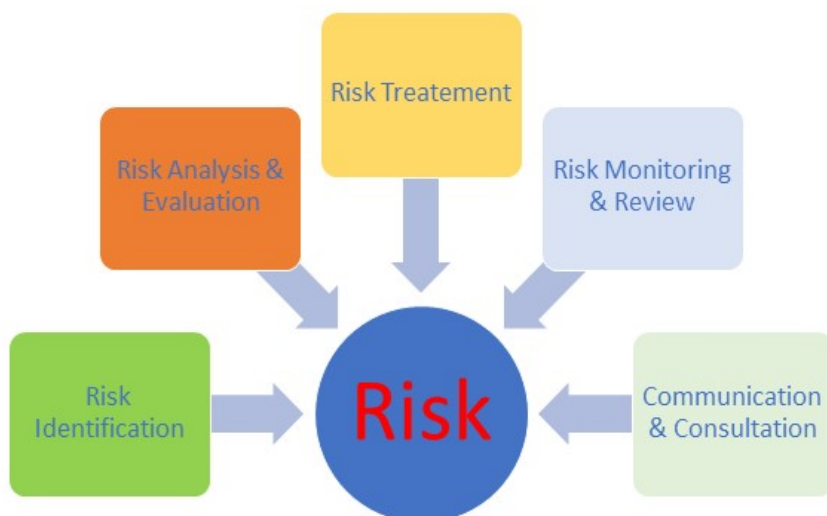 Risk Treatement
Risk Analysis &
Evaluation
Risk Monitoring
& Review
Risk
Identification
Risk
Communication
& Consultation